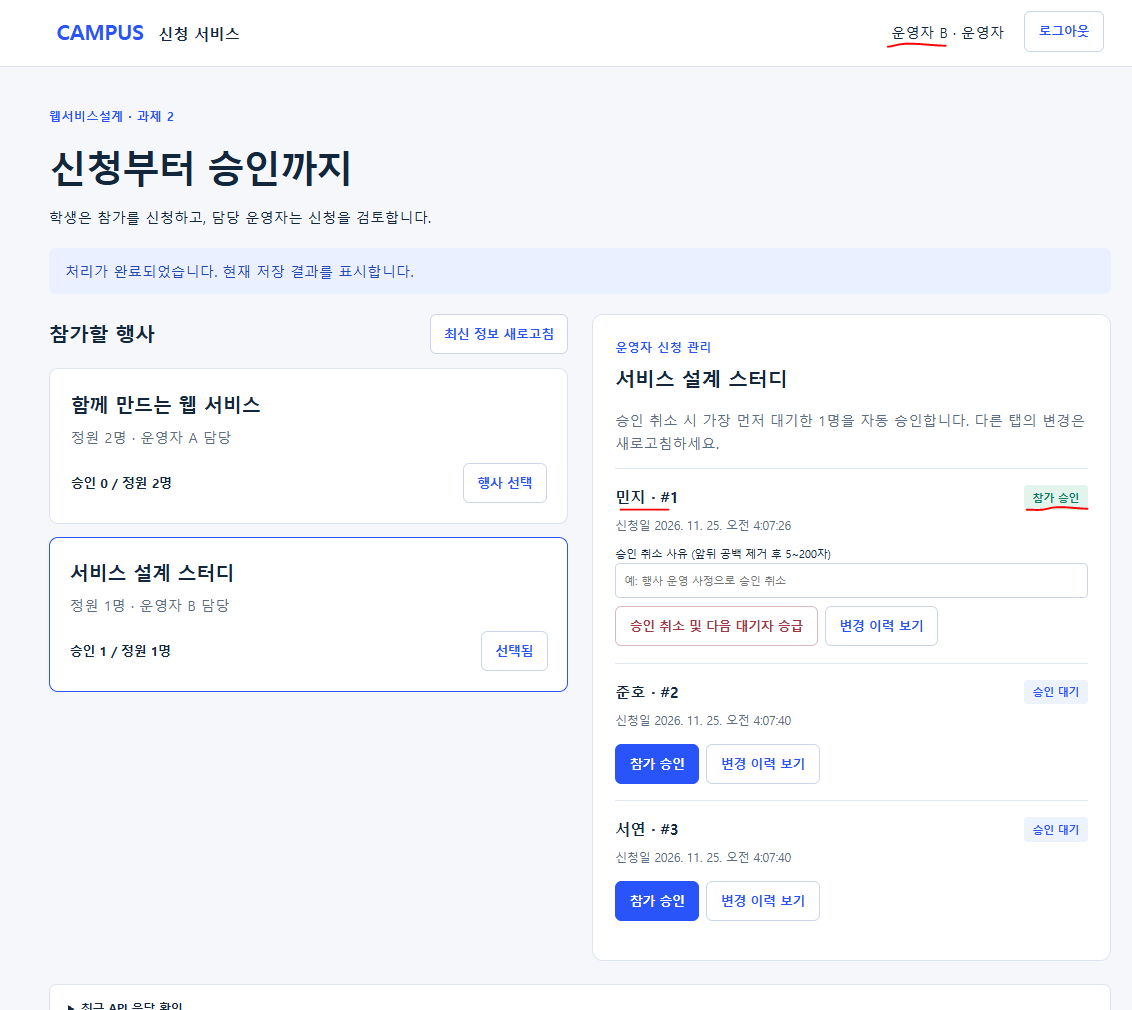 CAMPUS 신청 서비스
운영자 B · 운영자
로그아웃
웹서비스설계 · 과제 2
신청부터 승인까지
학생은 참가를 신청하고, 담당 운영자는 신청을 검토합니다.
처리가 완료되었습니다. 현재 저장 결과를 표시합니다.
참가할 행사
최신 정보 새로고침
함께 만드는 웹 서비스
정원 2명 · 운영자 A 담당
승인 0 / 정원 2명
행사 선택
서비스 설계 스터디
정원 1명 · 운영자 B 담당
승인 1 / 정원 1명
선택됨
운영자 신청 관리
서비스 설계 스터디
승인 취소 시 가장 먼저 대기한 1명을 자동 승인합니다. 다른 탭의 변경은
새로고침하세요.
민지 · #1
참가 승인
신청일 2026. 11. 25. 오전 4:07:26
승인 취소 사유 (앞뒤 공백 제거 후 5~200자)
예: 행사 운영 사정으로 승인 취소
승인 취소 및 다음 대기자 승급
변경 이력 보기
준호 · #2
승인 대기
신청일 2026. 11. 25. 오전 4:07:40
참가 승인
변경 이력 보기
서연 · #3
승인 대기
신청일 2026. 11. 25. 오전 4:07:40
참가 승인
변경 이력 보기
▶ 최근 API 응답 확인